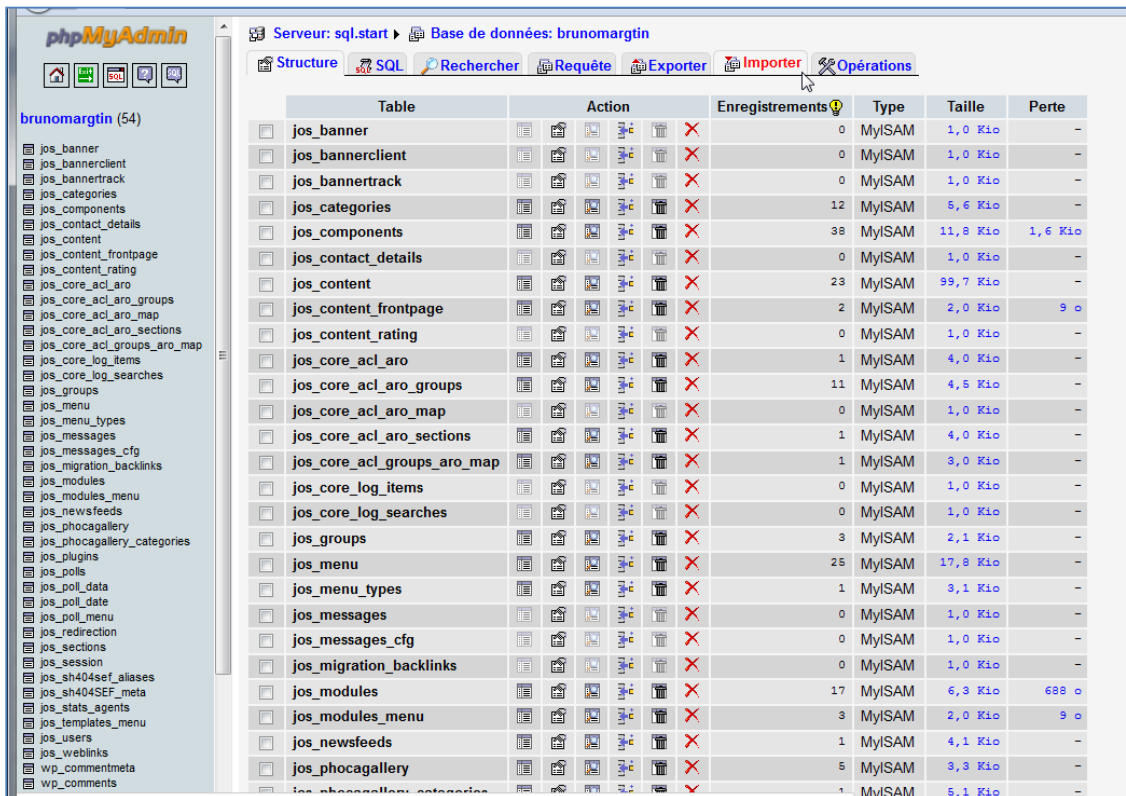 phpMyAdmin
SQL
?
SQL
brunomargtin (54)
jos_banner
jos_bannerclient
jos_bannertrack
jos_categories
jos_components
jos_contact_details
jos_content
jos_content_frontpage
jos_content_rating
jos_core_acl_aro
jos_core_acl_aro_groups
jos_core_acl_aro_map
jos_core_acl_aro_sections
jos_core_acl_groups_aro_map
jos_core_log_items
jos_core_log_searches
jos_groups
jos_menu
jos_menu_types
jos_messages
jos_messages_cfg
jos_migration_backlinks
jos_modules
jos_modules_menu
jos_newsfeeds
jos_phocagallery
jos_phocagallery_categories
jos_plugins
jos_polls
jos_poll_data
jos_poll_date
jos_poll_menu
jos_redirection
jos_sections
jos_session
jos_sh404sef_aliases
jos_sh404SEF_meta
jos_stats_agents
jos_templates_menu
jos_users
jos_weblinks
wp_commentmeta
wp_comments
Serveur: sql.start Base de données: brunomargtin
Structure SQL Rechercher Requête Exporter Importer Opérations
Table Action Enregistrements Type Taille Perte
jos_banner 0 MyISAM 1,0 Kio -
jos_bannerclient 0 MyISAM 1,0 Kio -
jos_bannertrack 0 MyISAM 1,0 Kio -
jos_categories 12 MyISAM 5,6 Kio -
jos_components 38 MyISAM 11,8 Kio 1,6 Kio
jos_contact_details 0 MyISAM 1,0 Kio -
jos_content 23 MyISAM 99,7 Kio -
jos_content_frontpage 2 MyISAM 2,0 Kio 9 o
jos_content_rating 0 MyISAM 1,0 Kio -
jos_core_acl_aro 1 MyISAM 4,0 Kio -
jos_core_acl_aro_groups 11 MyISAM 4,5 Kio -
jos_core_acl_aro_map 0 MyISAM 1,0 Kio -
jos_core_acl_aro_sections 1 MyISAM 4,0 Kio -
jos_core_acl_groups_aro_map 1 MyISAM 3,0 Kio -
jos_core_log_items 0 MyISAM 1,0 Kio -
jos_core_log_searches 0 MyISAM 1,0 Kio -
jos_groups 3 MyISAM 2,1 Kio -
jos_menu 25 MyISAM 17,8 Kio -
jos_menu_types 1 MyISAM 3,1 Kio -
jos_messages 0 MyISAM 1,0 Kio -
jos_messages_cfg 0 MyISAM 1,0 Kio -
jos_migration_backlinks 0 MyISAM 1,0 Kio -
jos_modules 17 MyISAM 6,3 Kio 688 o
jos_modules_menu 3 MyISAM 2,0 Kio 9 o
jos_newsfeeds 1 MyISAM 4,1 Kio -
jos_phocagallery 5 MyISAM 3,3 Kio -
jos_phocagallery_categories 1 MyISAM 5,1 Kio -